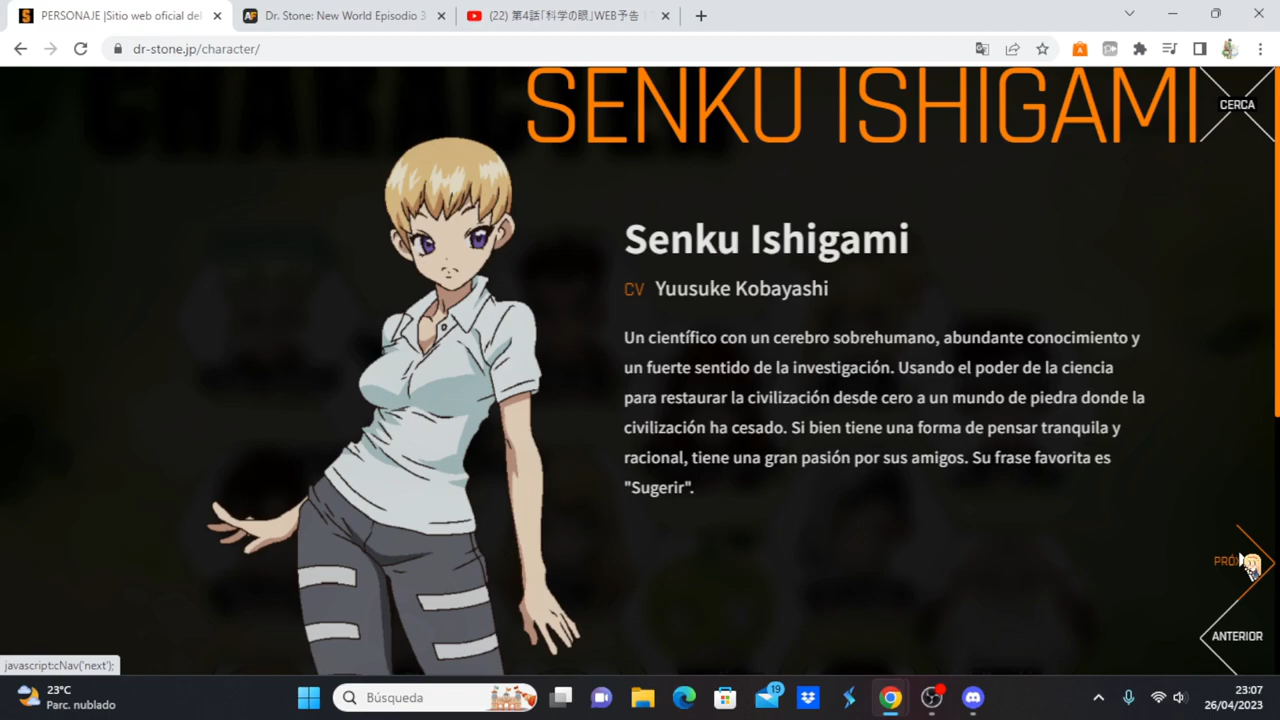 PERSONAJE |Sitio web oficial del
Dr. Stone: New World Episodio 3
(22) 第4話「科学の眼」WEB予告
dr-stone.jp/character/
SENKU ISHIGAMI
CERCA
Senku Ishigami
CV Yuusuke Kobayashi
Un científico con un cerebro sobrehumano, abundante conocimiento y
un fuerte sentido de la investigación. Usando el poder de la ciencia
para restaurar la civilización desde cero a un mundo de piedra donde la
civilización ha cesado. Si bien tiene una forma de pensar tranquila y
racional, tiene una gran pasión por sus amigos. Su frase favorita es
"Sugerir".
ANTERIOR
javascript:cNav('next');
23°C
Parc. nublado
Búsqueda
19
23:07
26/04/2023